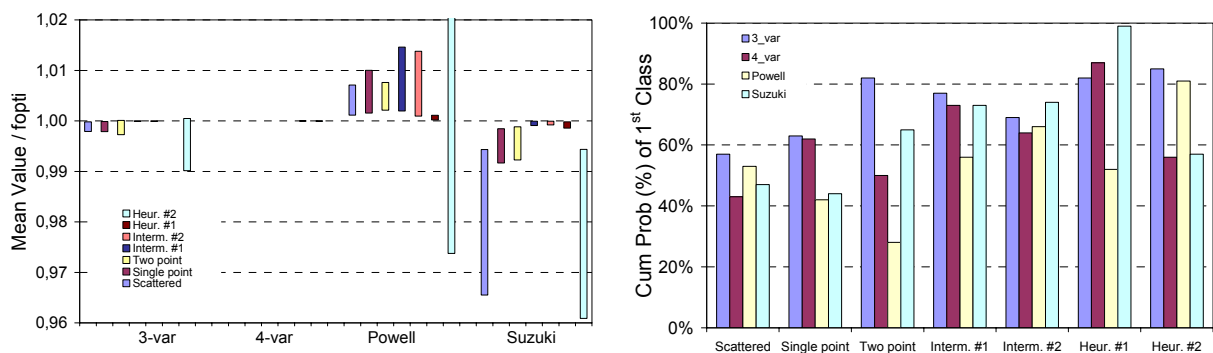 Mean Value / fopti
1,02
1,01
1,00
0,99
0,98
0,97
0,96
Heur. #2
Heur. #1
Interm. #2
Interm. #1
Two point
Single point
Scattered
3-var 4-var Powell Suzuki
Cum Prob (%) of 1st Class
100%
80%
60%
40%
20%
0%
3_var
4_var
Powell
Suzuki
Scattered Single point Two point Interm. #1 Interm. #2 Heur. #1 Heur. #2